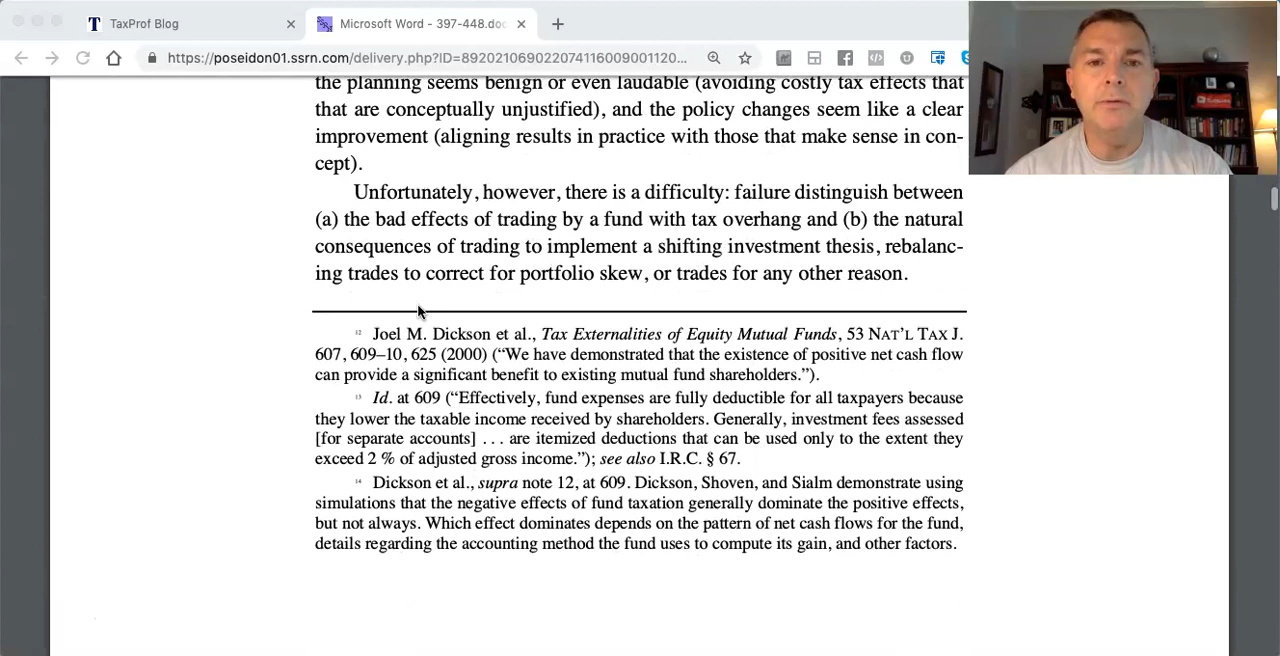 TaxProf Blog
Microsoft Word - 397-448.doc
https://poseidon01.ssrn.com/delivery.php?ID=892021069022074116009001120...
the planning seems benign or even laudable (avoiding costly tax effects that
that are conceptually unjustified), and the policy changes seem like a clear
improvement (aligning results in practice with those that make sense in con-
cept).
Unfortunately, however, there is a difficulty: failure distinguish between
(a) the bad effects of trading by a fund with tax overhang and (b) the natural
consequences of trading to implement a shifting investment thesis, rebalanc-
ing trades to correct for portfolio skew, or trades for any other reason.
12 Joel M. Dickson et al., Tax Externalities of Equity Mutual Funds, 53 NAT'L TAX J.
607, 609–10, 625 (2000) (“We have demonstrated that the existence of positive net cash flow
can provide a significant benefit to existing mutual fund shareholders.”).
13 Id. at 609 (“Effectively, fund expenses are fully deductible for all taxpayers because
they lower the taxable income received by shareholders. Generally, investment fees assessed
[for separate accounts] . . . are itemized deductions that can be used only to the extent they
exceed 2 % of adjusted gross income.”); see also I.R.C. § 67.
14 Dickson et al., supra note 12, at 609. Dickson, Shoven, and Sialm demonstrate using
simulations that the negative effects of fund taxation generally dominate the positive effects,
but not always. Which effect dominates depends on the pattern of net cash flows for the fund,
details regarding the accounting method the fund uses to compute its gain, and other factors.